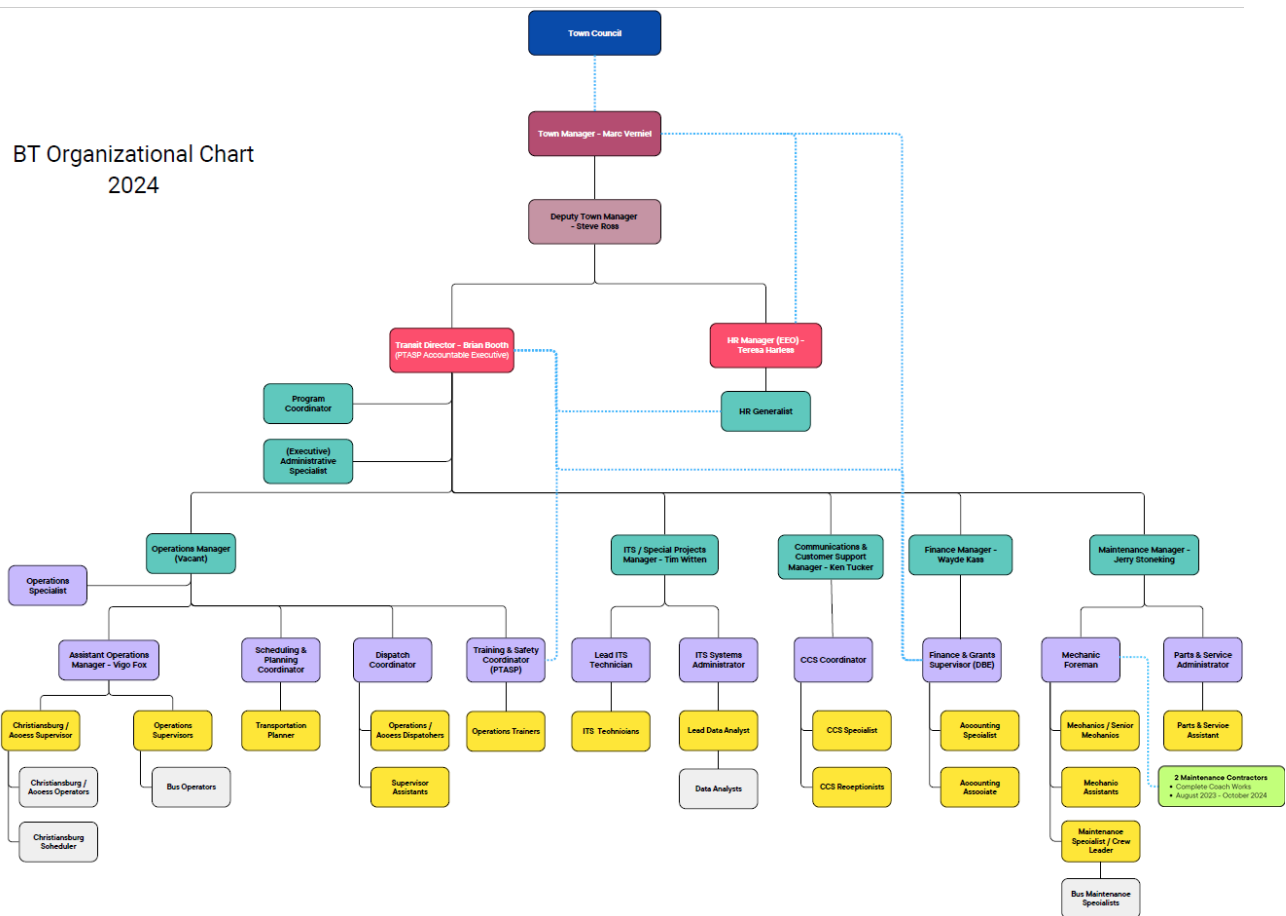 Town Council
Town Manager - Marc Verniel
BT Organizational Chart
2024
Deputy Town Manager
- Steve Ross
Transit Director - Brian Booth
(PTASP Accountable Executive)
HR Manager (EEO) -
Teresa Harless
Program
Coordinator
HR Generalist
(Executive)
Administrative
Specialist
Operations Manager
(Vacant)
ITS / Special Projects
Manager - Tim Witten
Communications &
Customer Support
Manager - Ken Tucker
Finance Manager -
Wayde Kass
Maintenance Manager -
Jerry Stoneking
Operations
Specialist
Assistant Operations
Manager - Vigo Fox
Scheduling &
Planning
Coordinator
Dispatch
Coordinator
Training & Safety
Coordinator
(PTASP)
Lead ITS
Technician
ITS Systems
Administrator
CCS Coordinator
Finance & Grants
Supervisor (DBE)
Mechanic
Foreman
Parts & Service
Administrator
Christiansburg /
Access Supervisor
Operations
Supervisors
Transportation
Planner
Operations /
Access Dispatchers
Operations Trainers
ITS Technicians
Lead Data Analyst
CCS Specialist
Accounting
Specialist
Mechanics / Senior
Mechanics
Parts & Service
Assistant
Christiansburg /
Access Operators
Bus Operators
Supervisor
Assistants
Data Analysts
CCS Receptionists
Accounting
Associate
Mechanic
Assistants
2 Maintenance Contractors
• Complete Coach Works
• August 2023 - October 2024
Christiansburg
Scheduler
Maintenance
Specialist / Crew
Leader
Bus Maintenance
Specialists